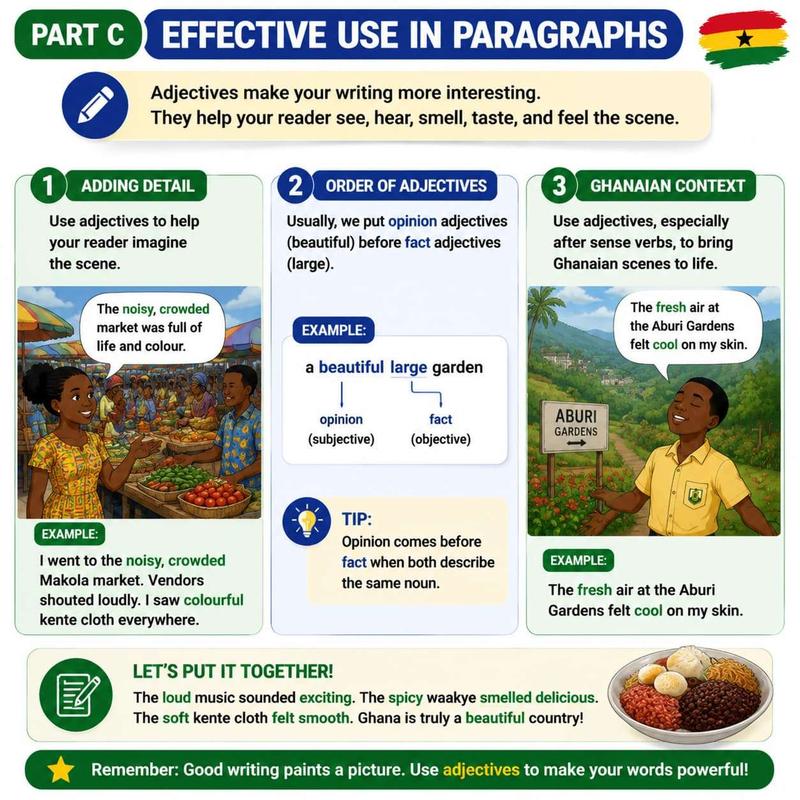 PART C
EFFECTIVE USE IN PARAGRAPHS
Adjectives make your writing more interesting.
They help your reader see, hear, smell, taste, and feel the scene.
1 ADDING DETAIL
Use adjectives to help
your reader imagine
the scene.
The noisy, crowded
market was full of
life and colour.
EXAMPLE:
I went to the noisy, crowded
Makola market. Vendors
shouted loudly. I saw colourful
kente cloth everywhere.
2 ORDER OF ADJECTIVES
Usually, we put opinion adjectives
(beautiful) before fact adjectives
(large).
EXAMPLE:
a beautiful large garden
opinion
(subjective)
fact
(objective)
TIP:
Opinion comes before
fact when both describe
the same noun.
3 GHANAIAN CONTEXT
Use adjectives, especially
after sense verbs, to bring
Ghanaian scenes to life.
The fresh air at
the Aburi Gardens
felt cool on my skin.
ABURI
GARDENS
EXAMPLE:
The fresh air at the Aburi
Gardens felt cool on my skin.
LET'S PUT IT TOGETHER!
The loud music sounded exciting. The spicy waakye smelled delicious.
The soft kente cloth felt smooth. Ghana is truly a beautiful country!
Remember: Good writing paints a picture. Use adjectives to make your words powerful!